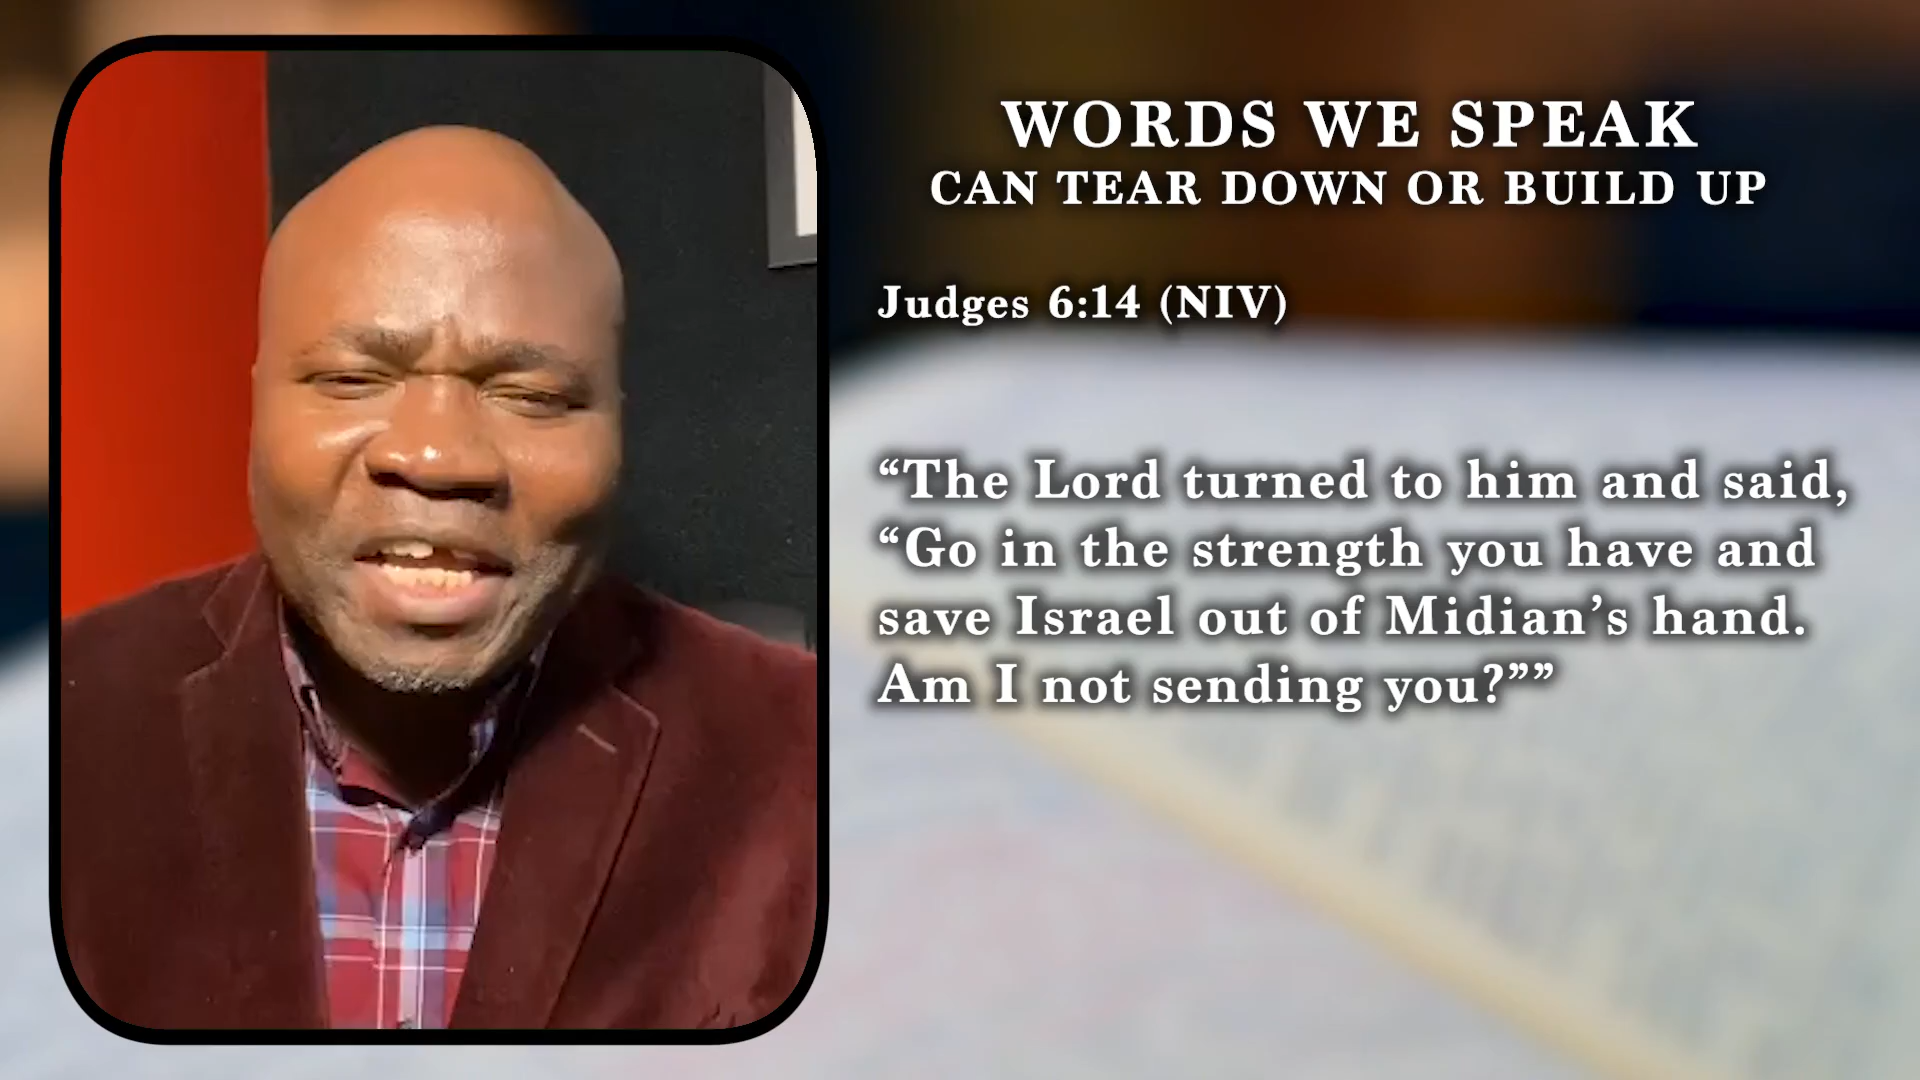 WORDS WE SPEAK
CAN TEAR DOWN OR BUILD UP
Judges 6:14 (NIV)
“The Lord turned to him and said,
“Go in the strength you have and
save Israel out of Midian’s hand.
Am I not sending you?””